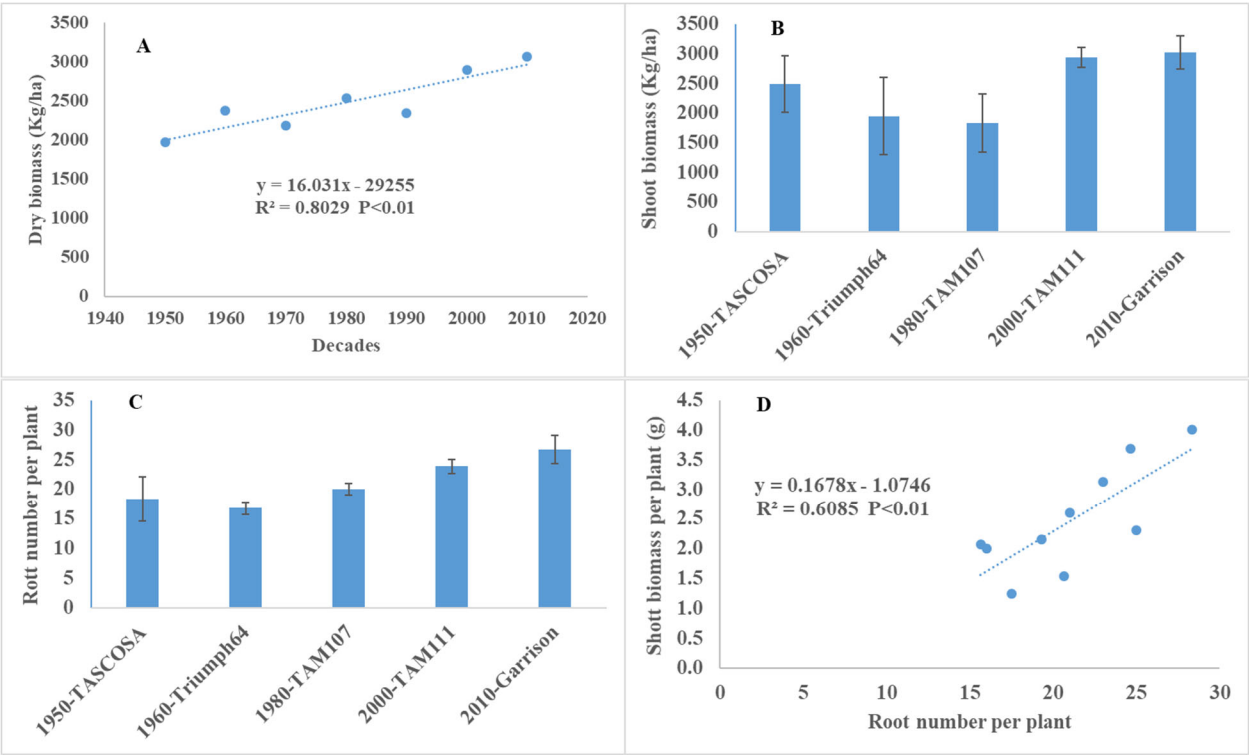 A
Dry biomass (Kg/ha)
3500
3000
2500
2000
1500
1000
500
0
y = 16.031x - 29255
R² = 0.8029 P<0.01
1940 1950 1960 1970 1980 1990 2000 2010 2020
Decades
B
Shoot biomass (Kg/ha)
3500
3000
2500
2000
1500
1000
500
0
1950-TASCOSA
1960-Triumph64
1980-TAM107
2000-TAM111
2010-Garrison
C
Rott number per plant
35
30
25
20
15
10
5
0
1950-TASCOSA
1960-Triumph64
1980-TAM107
2000-TAM111
2010-Garrison
D
Shott biomass per plant (g)
4.5
4.0
3.5
3.0
2.5
2.0
1.5
1.0
0.5
0.0
y = 0.1678x - 1.0746
R² = 0.6085 P<0.01
0 5 10 15 20 25 30
Root number per plant